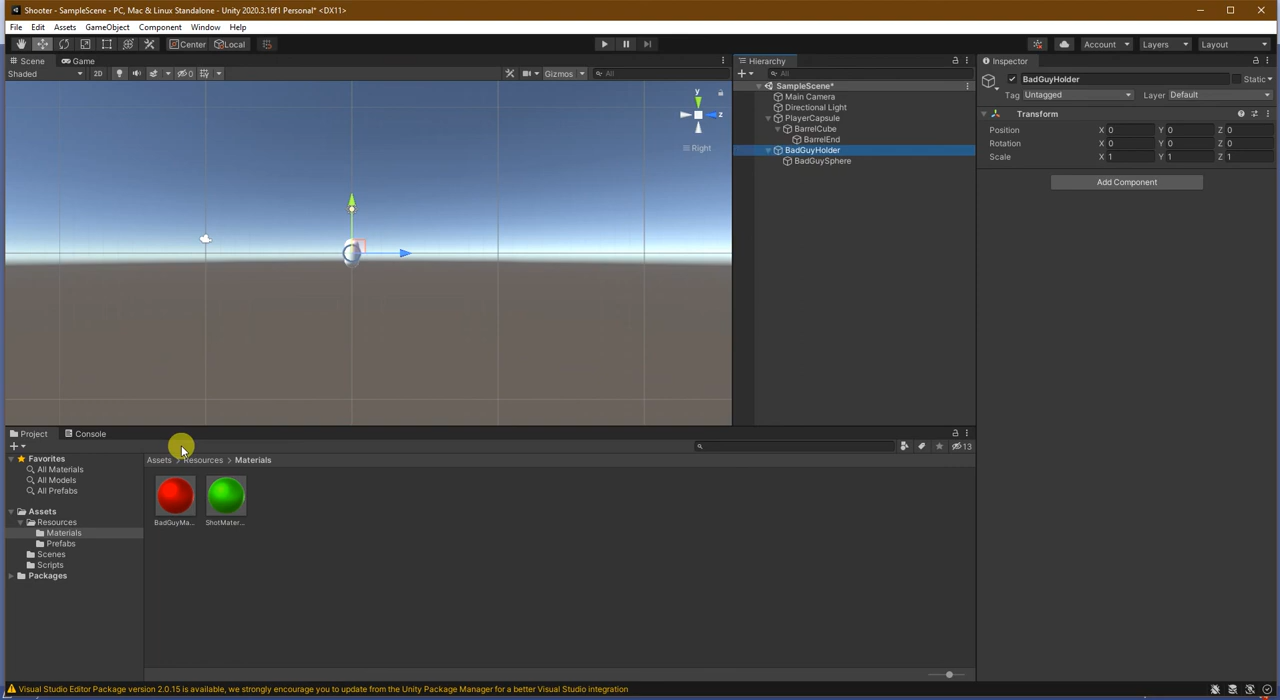 Shooter - SampleScene - PC, Mac & Linux Standalone - Unity 2020.3.16f1 Personal* <DX11>
File Edit Assets GameObject Component Window Help
Center Local Account Layers Layout
Scene Game Hierarchy Inspector
Shaded 2D 0 Gizmos All All
BadGuyHolder Static
Tag Untagged Layer Default
SampleScene*
Main Camera
Directional Light
PlayerCapsule
BarrelCube
BarrelEnd
BadGuyHolder
BadGuySphere
Transform
Position X 0 Y 0 Z 0
Rotation X 0 Y 0 Z 0
Scale X 1 Y 1 Z 1
Add Component
y
z
Right
Project Console
13
Favorites
All Materials
All Models
All Prefabs
Assets
Resources
Materials
Prefabs
Scenes
Scripts
Packages
Assets > Resources > Materials
BadGuyMa... ShotMater...
Visual Studio Editor Package version 2.0.15 is available, we strongly encourage you to update from the Unity Package Manager for a better Visual Studio integration